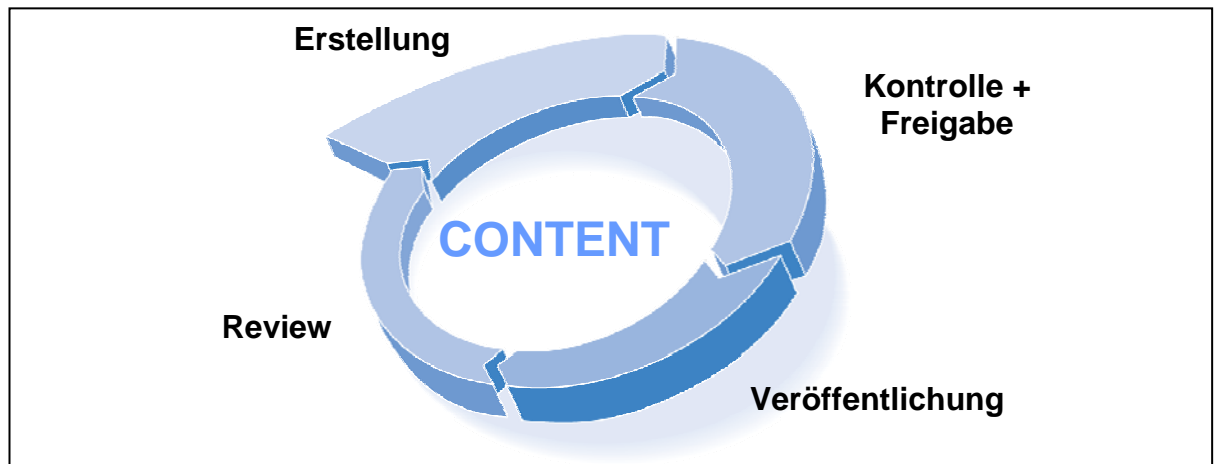 Erstellung
Kontrolle +
Freigabe
CONTENT
Review
Veröffentlichung